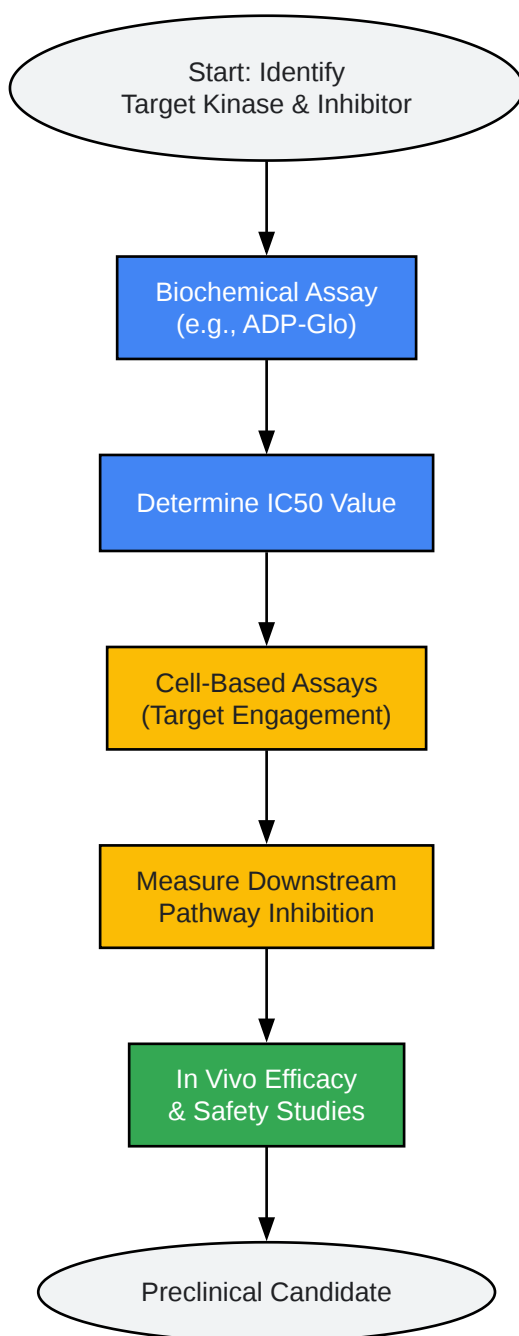 Start: Identify
Target Kinase & Inhibitor
Biochemical Assay
(e.g., ADP-Glo)
Determine IC50 Value
Cell-Based Assays
(Target Engagement)
Measure Downstream
Pathway Inhibition
In Vivo Efficacy
& Safety Studies
Preclinical Candidate